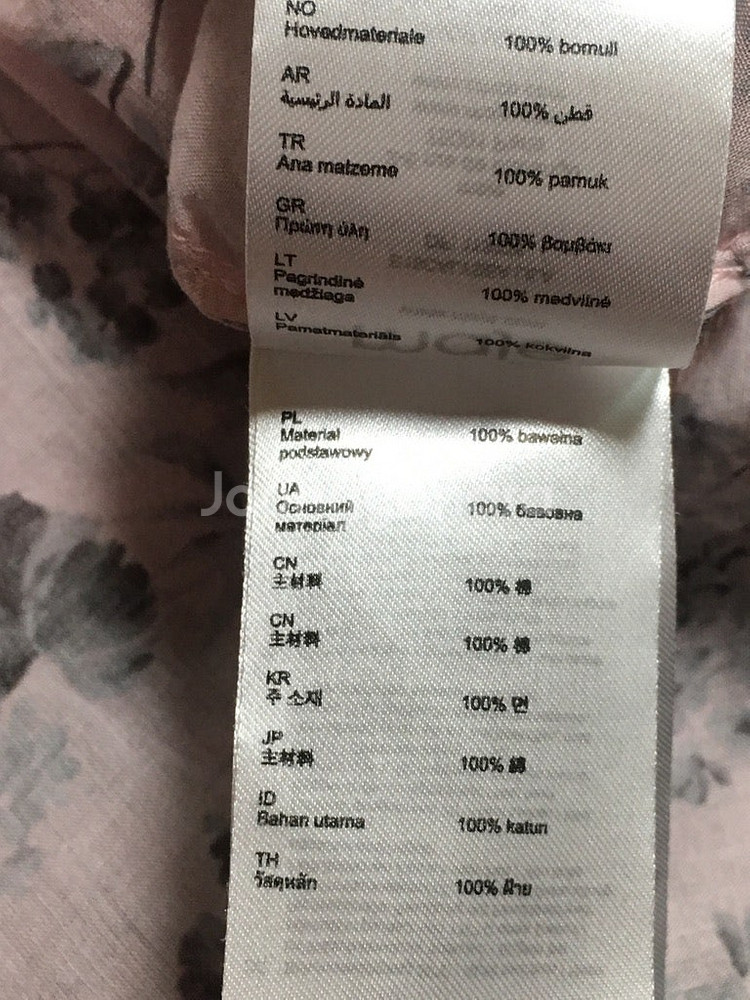 NO
Hovedmateriale 100% bomull
AR
المادة الرئيسية 100% قطن
TR
Ana malzeme 100% pamuk
GR
Πρώτη ύλη 100% βαμβάκι
LT
Pagrindinė
medžiaga 100% medvilnė
LV
Pamatmateriāls 100% kokvilna
PL
Materiał 100% bawełna
podstawowy
UA
Основний 100% бавовна
матеріал
CN
主材料 100% 棉
CN
主材料 100% 棉
KR
주 소재 100% 면
JP
主材料 100% 綿
ID
Bahan utama 100% katun
TH
วัสดุหลัก 100% ฝ้าย